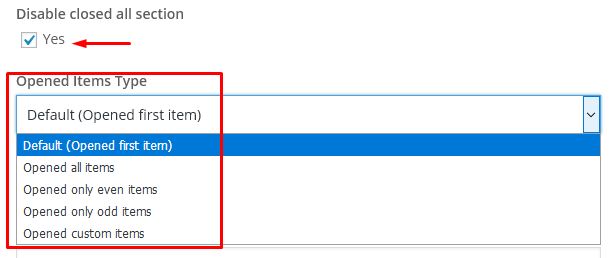 Disable closed all section
Yes
Opened Items Type
Default (Opened first item)
Default (Opened first item)
Opened all items
Opened only even items
Opened only odd items
Opened custom items